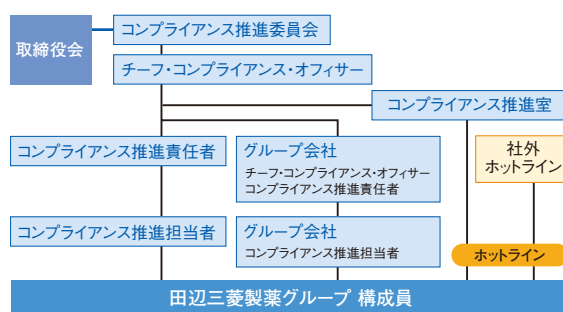 取締役会
コンプライアンス推進委員会
チーフ・コンプライアンス・オフィサー
コンプライアンス推進室
コンプライアンス推進責任者
グループ会社
チーフ・コンプライアンス・オフィサー
コンプライアンス推進責任者
社外
ホットライン
コンプライアンス推進担当者
グループ会社
コンプライアンス推進担当者
ホットライン
田辺三菱製薬グループ 構成員